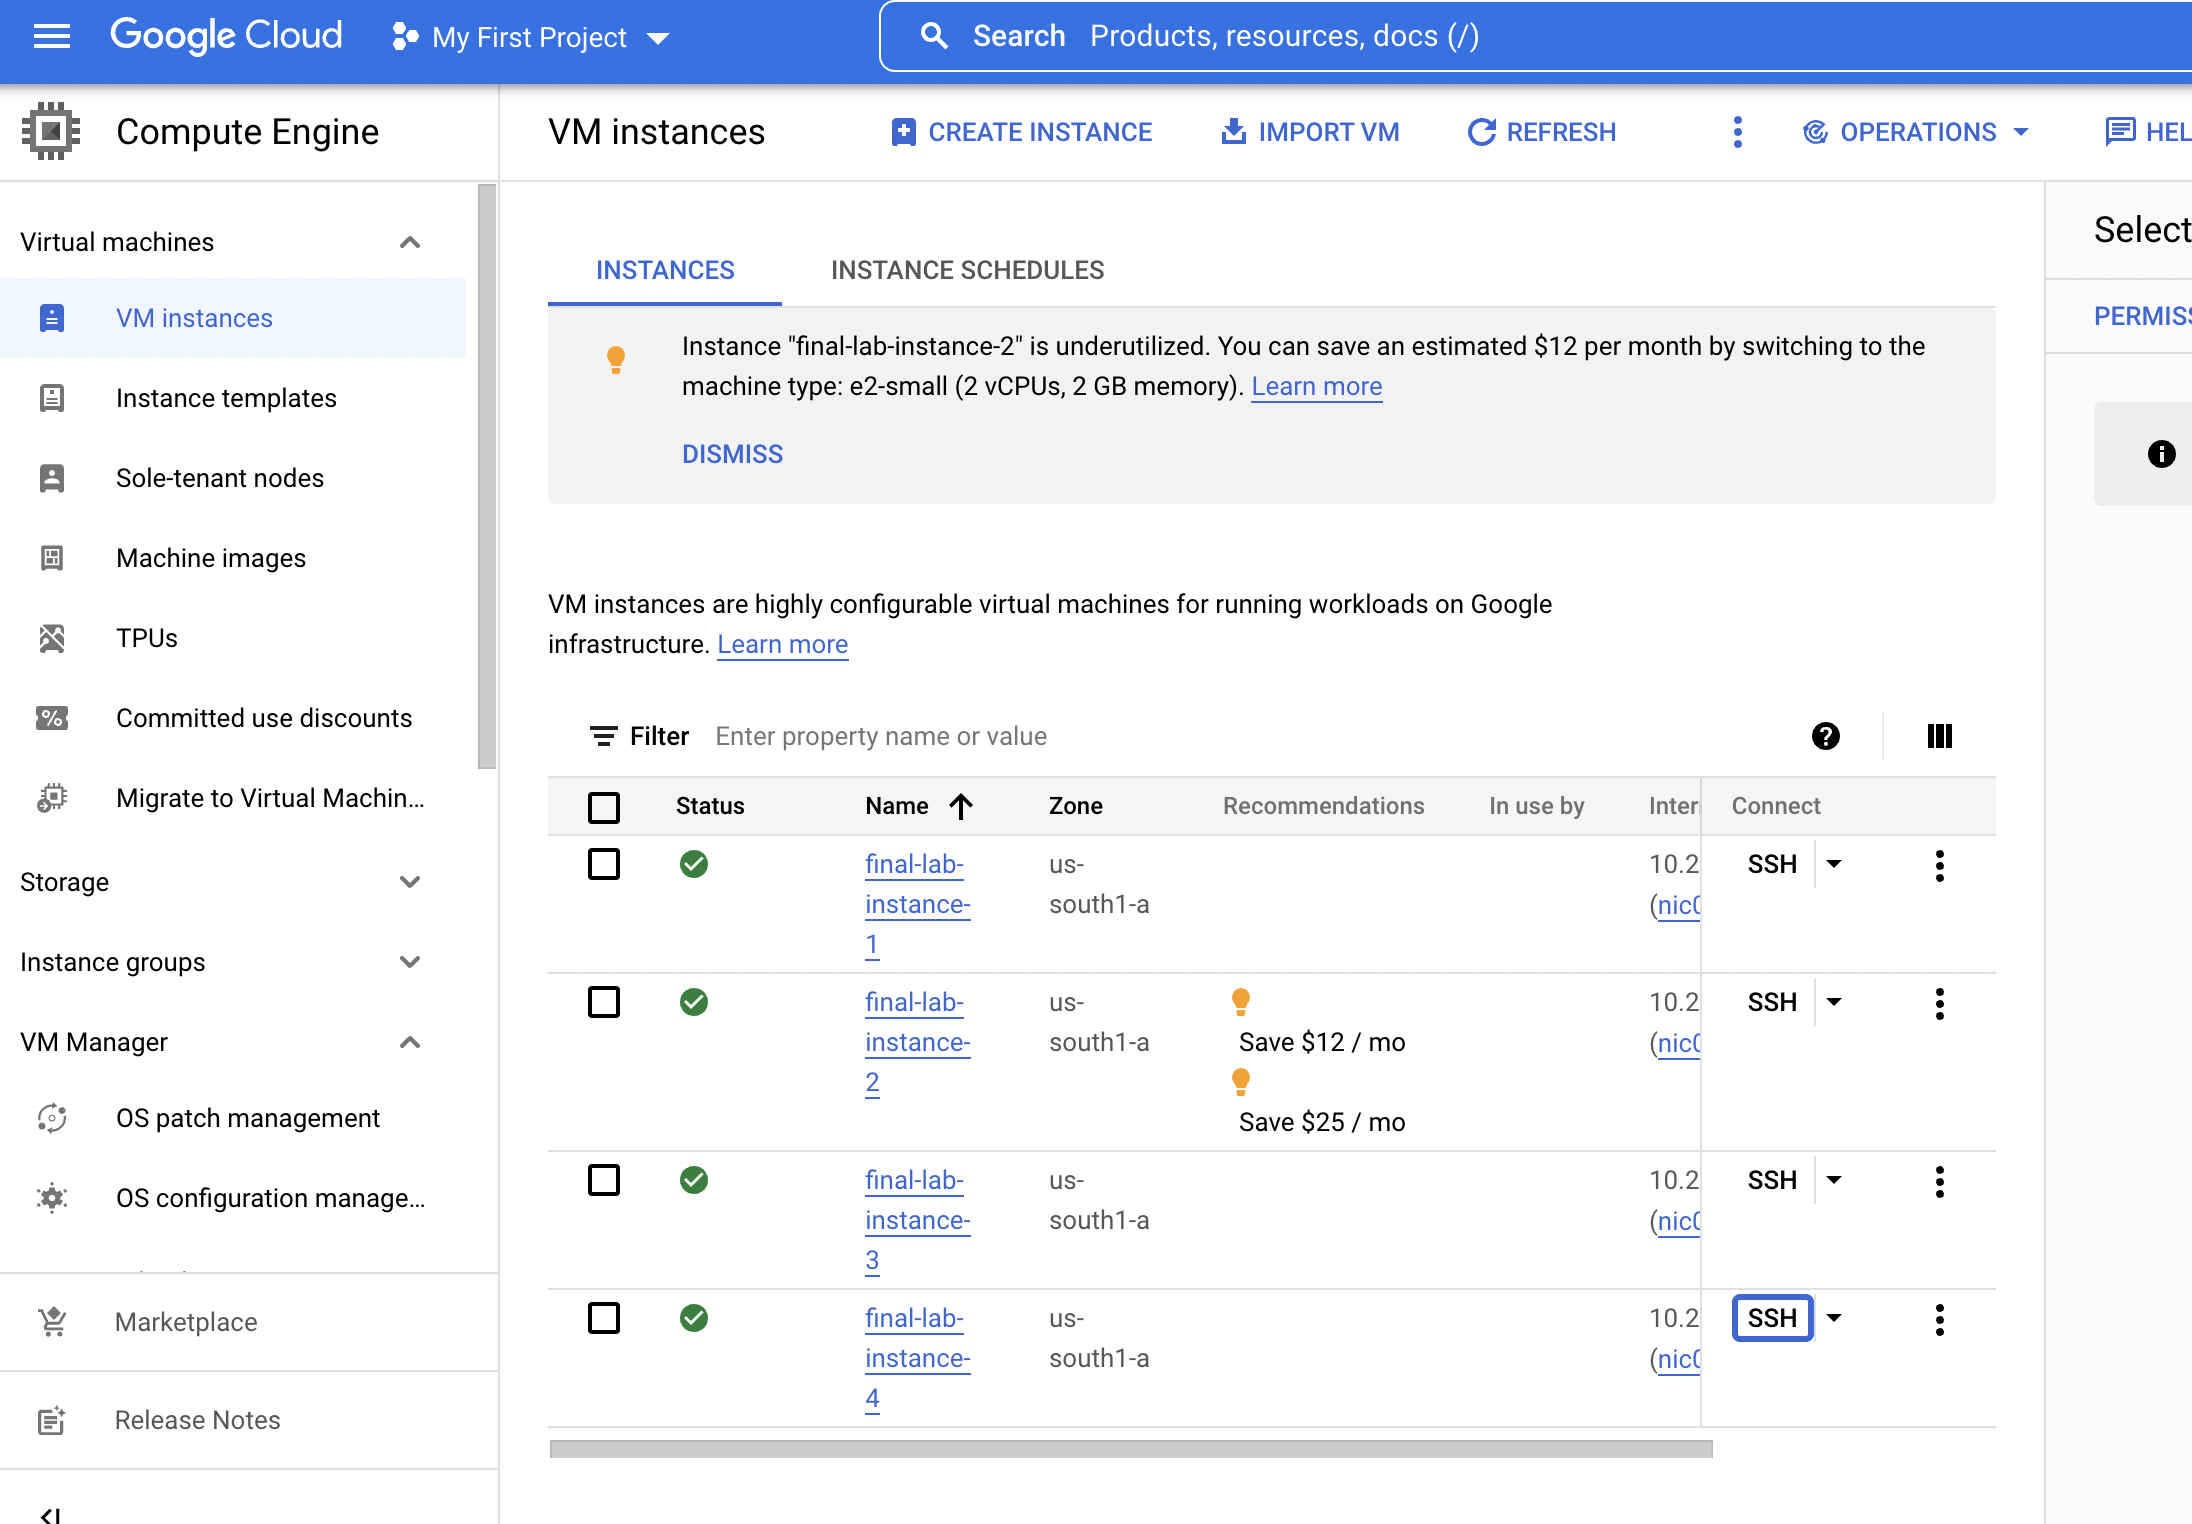 Google Cloud
My First Project
Search Products, resources, docs (/)
Compute Engine
VM instances
CREATE INSTANCE
IMPORT VM
REFRESH
OPERATIONS
HEL
Virtual machines
VM instances
Instance templates
Sole-tenant nodes
Machine images
TPUs
Committed use discounts
Migrate to Virtual Machin...
Storage
Instance groups
VM Manager
OS patch management
OS configuration manage...
Marketplace
Release Notes
INSTANCES
INSTANCE SCHEDULES
Instance "final-lab-instance-2" is underutilized. You can save an estimated $12 per month by switching to the
machine type: e2-small (2 vCPUs, 2 GB memory). Learn more
DISMISS
VM instances are highly configurable virtual machines for running workloads on Google
infrastructure. Learn more
Filter Enter property name or value
Status Name Zone Recommendations In use by Inter Connect
final-lab- us- 10.2 SSH
instance- south1-a (nic0
1
final-lab- us- 10.2 SSH
instance- south1-a Save $12 / mo (nic0
2
Save $25 / mo
final-lab- us- 10.2 SSH
instance- south1-a (nic0
3
final-lab- us- 10.2 SSH
instance- south1-a (nic0
4
Select
PERMISS